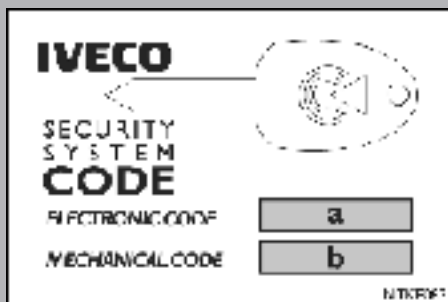 IVECO
SECURITY
SYSTEM
CODE
ELECTRONIC CODE a
MECHANICAL CODE b